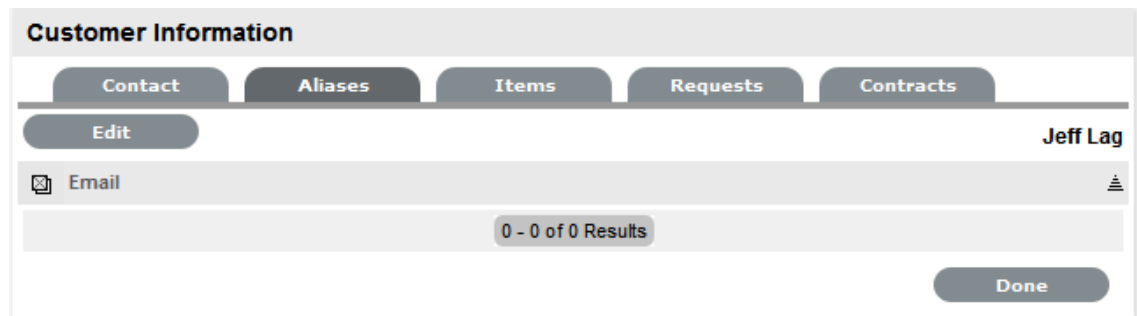 Customer Information
Contact Aliases Items Requests Contracts
Edit Jeff Lag
Email
0 - 0 of 0 Results
Done